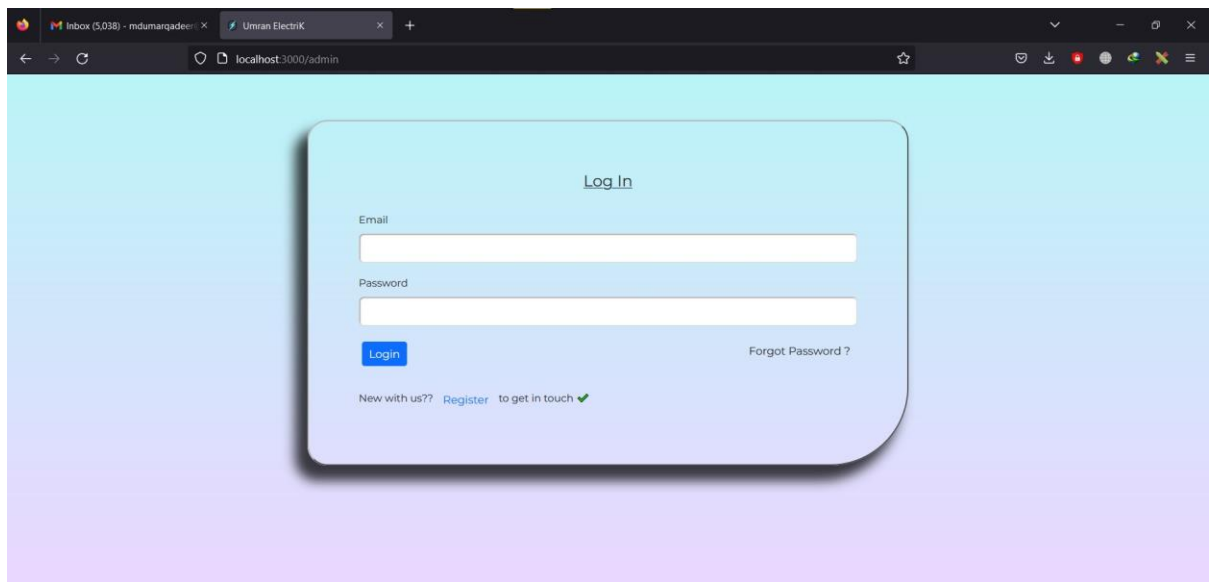 Inbox (5,038) - mdumarqadeer
Umran ElectriK
localhost:3000/admin
Log In
Email
Password
Login
Forgot Password ?
New with us?? Register to get in touch